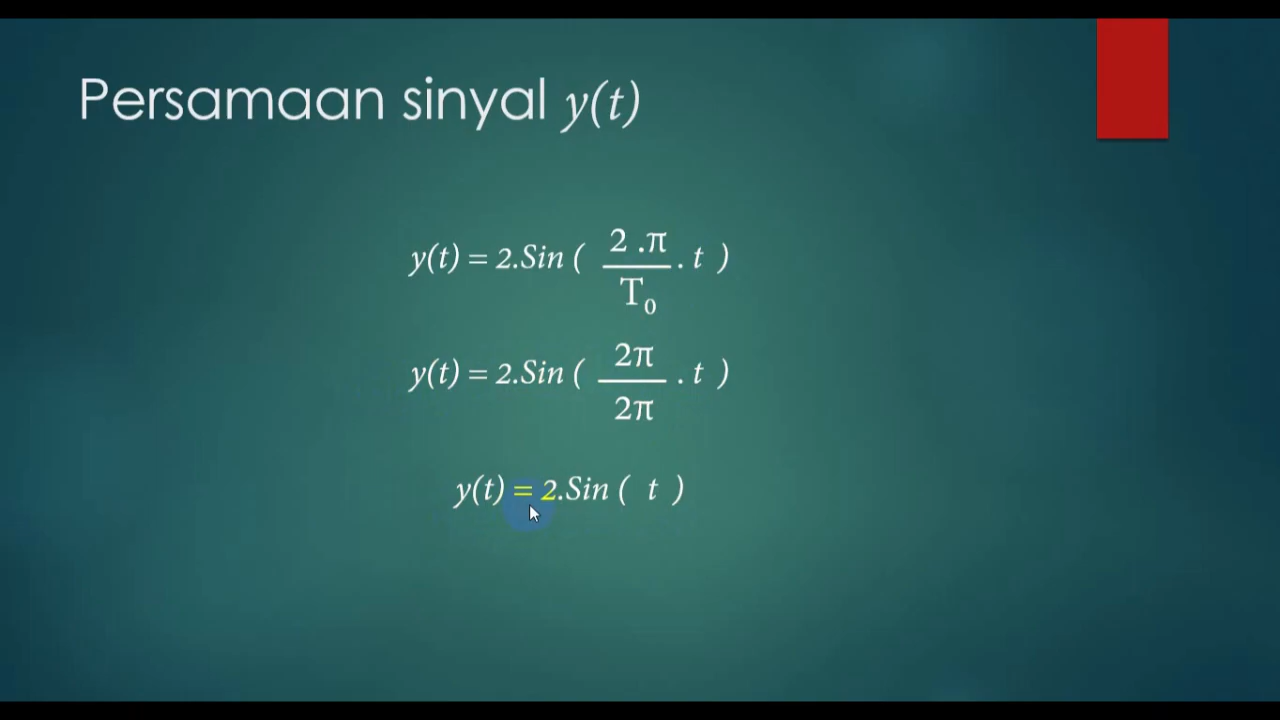 Persamaan sinyal y(t)
y(t) = 2.Sin ( 2 .π / T₀ . t )
y(t) = 2.Sin ( 2π / 2π . t )
y(t) = 2.Sin ( t )